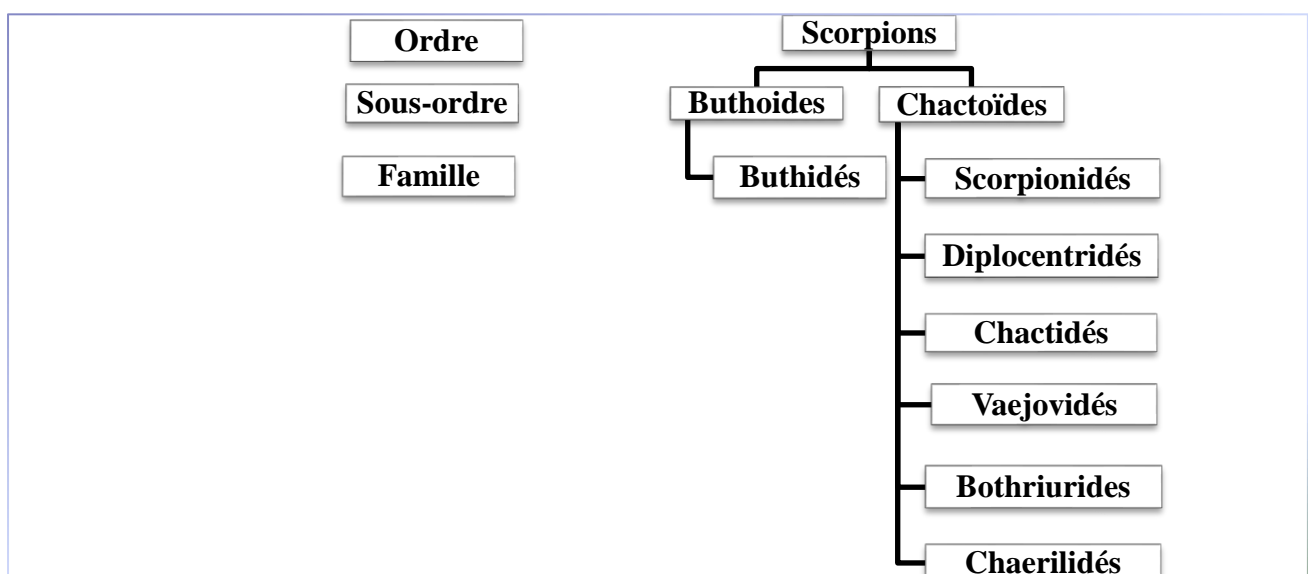 Ordre
Scorpions
Sous-ordre
Buthoides
Chactoïdes
Famille
Buthidés
Scorpionidés
Diplocentridés
Chactidés
Vaejovidés
Bothriurides
Chaerilidés